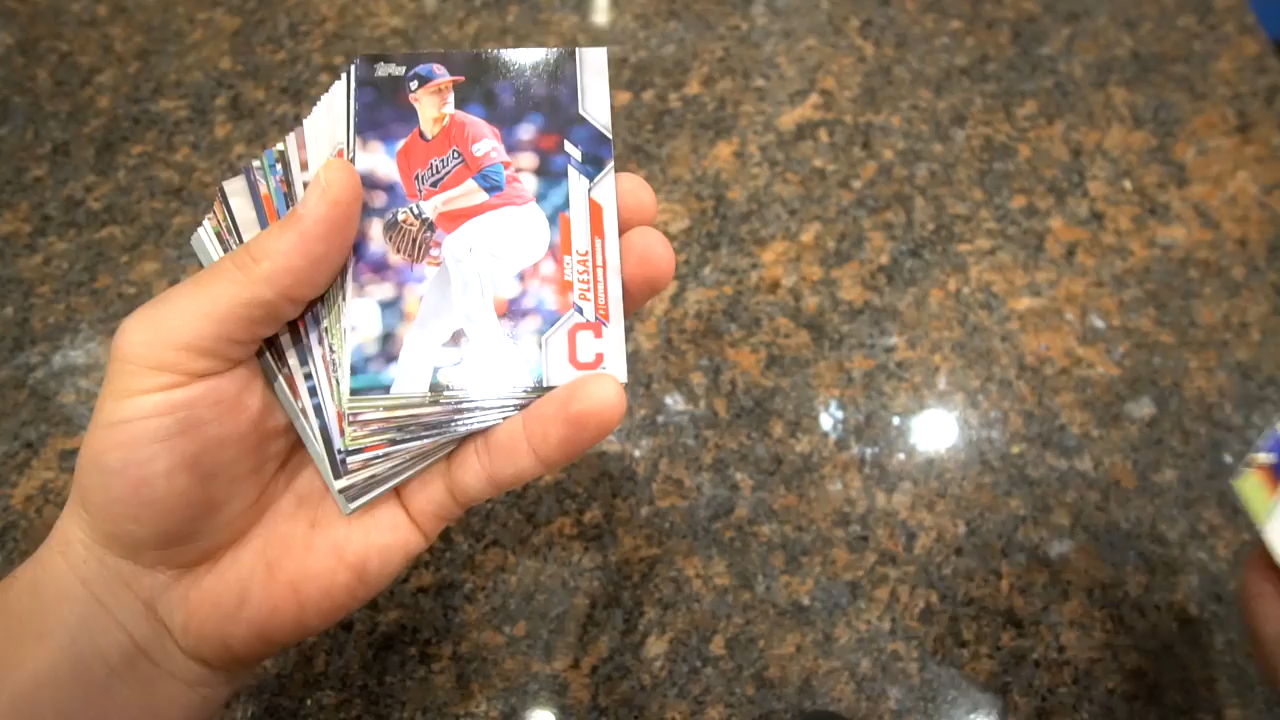 Topps
Indians
ZACH
PLESAC
CLEVELAND INDIANS
C